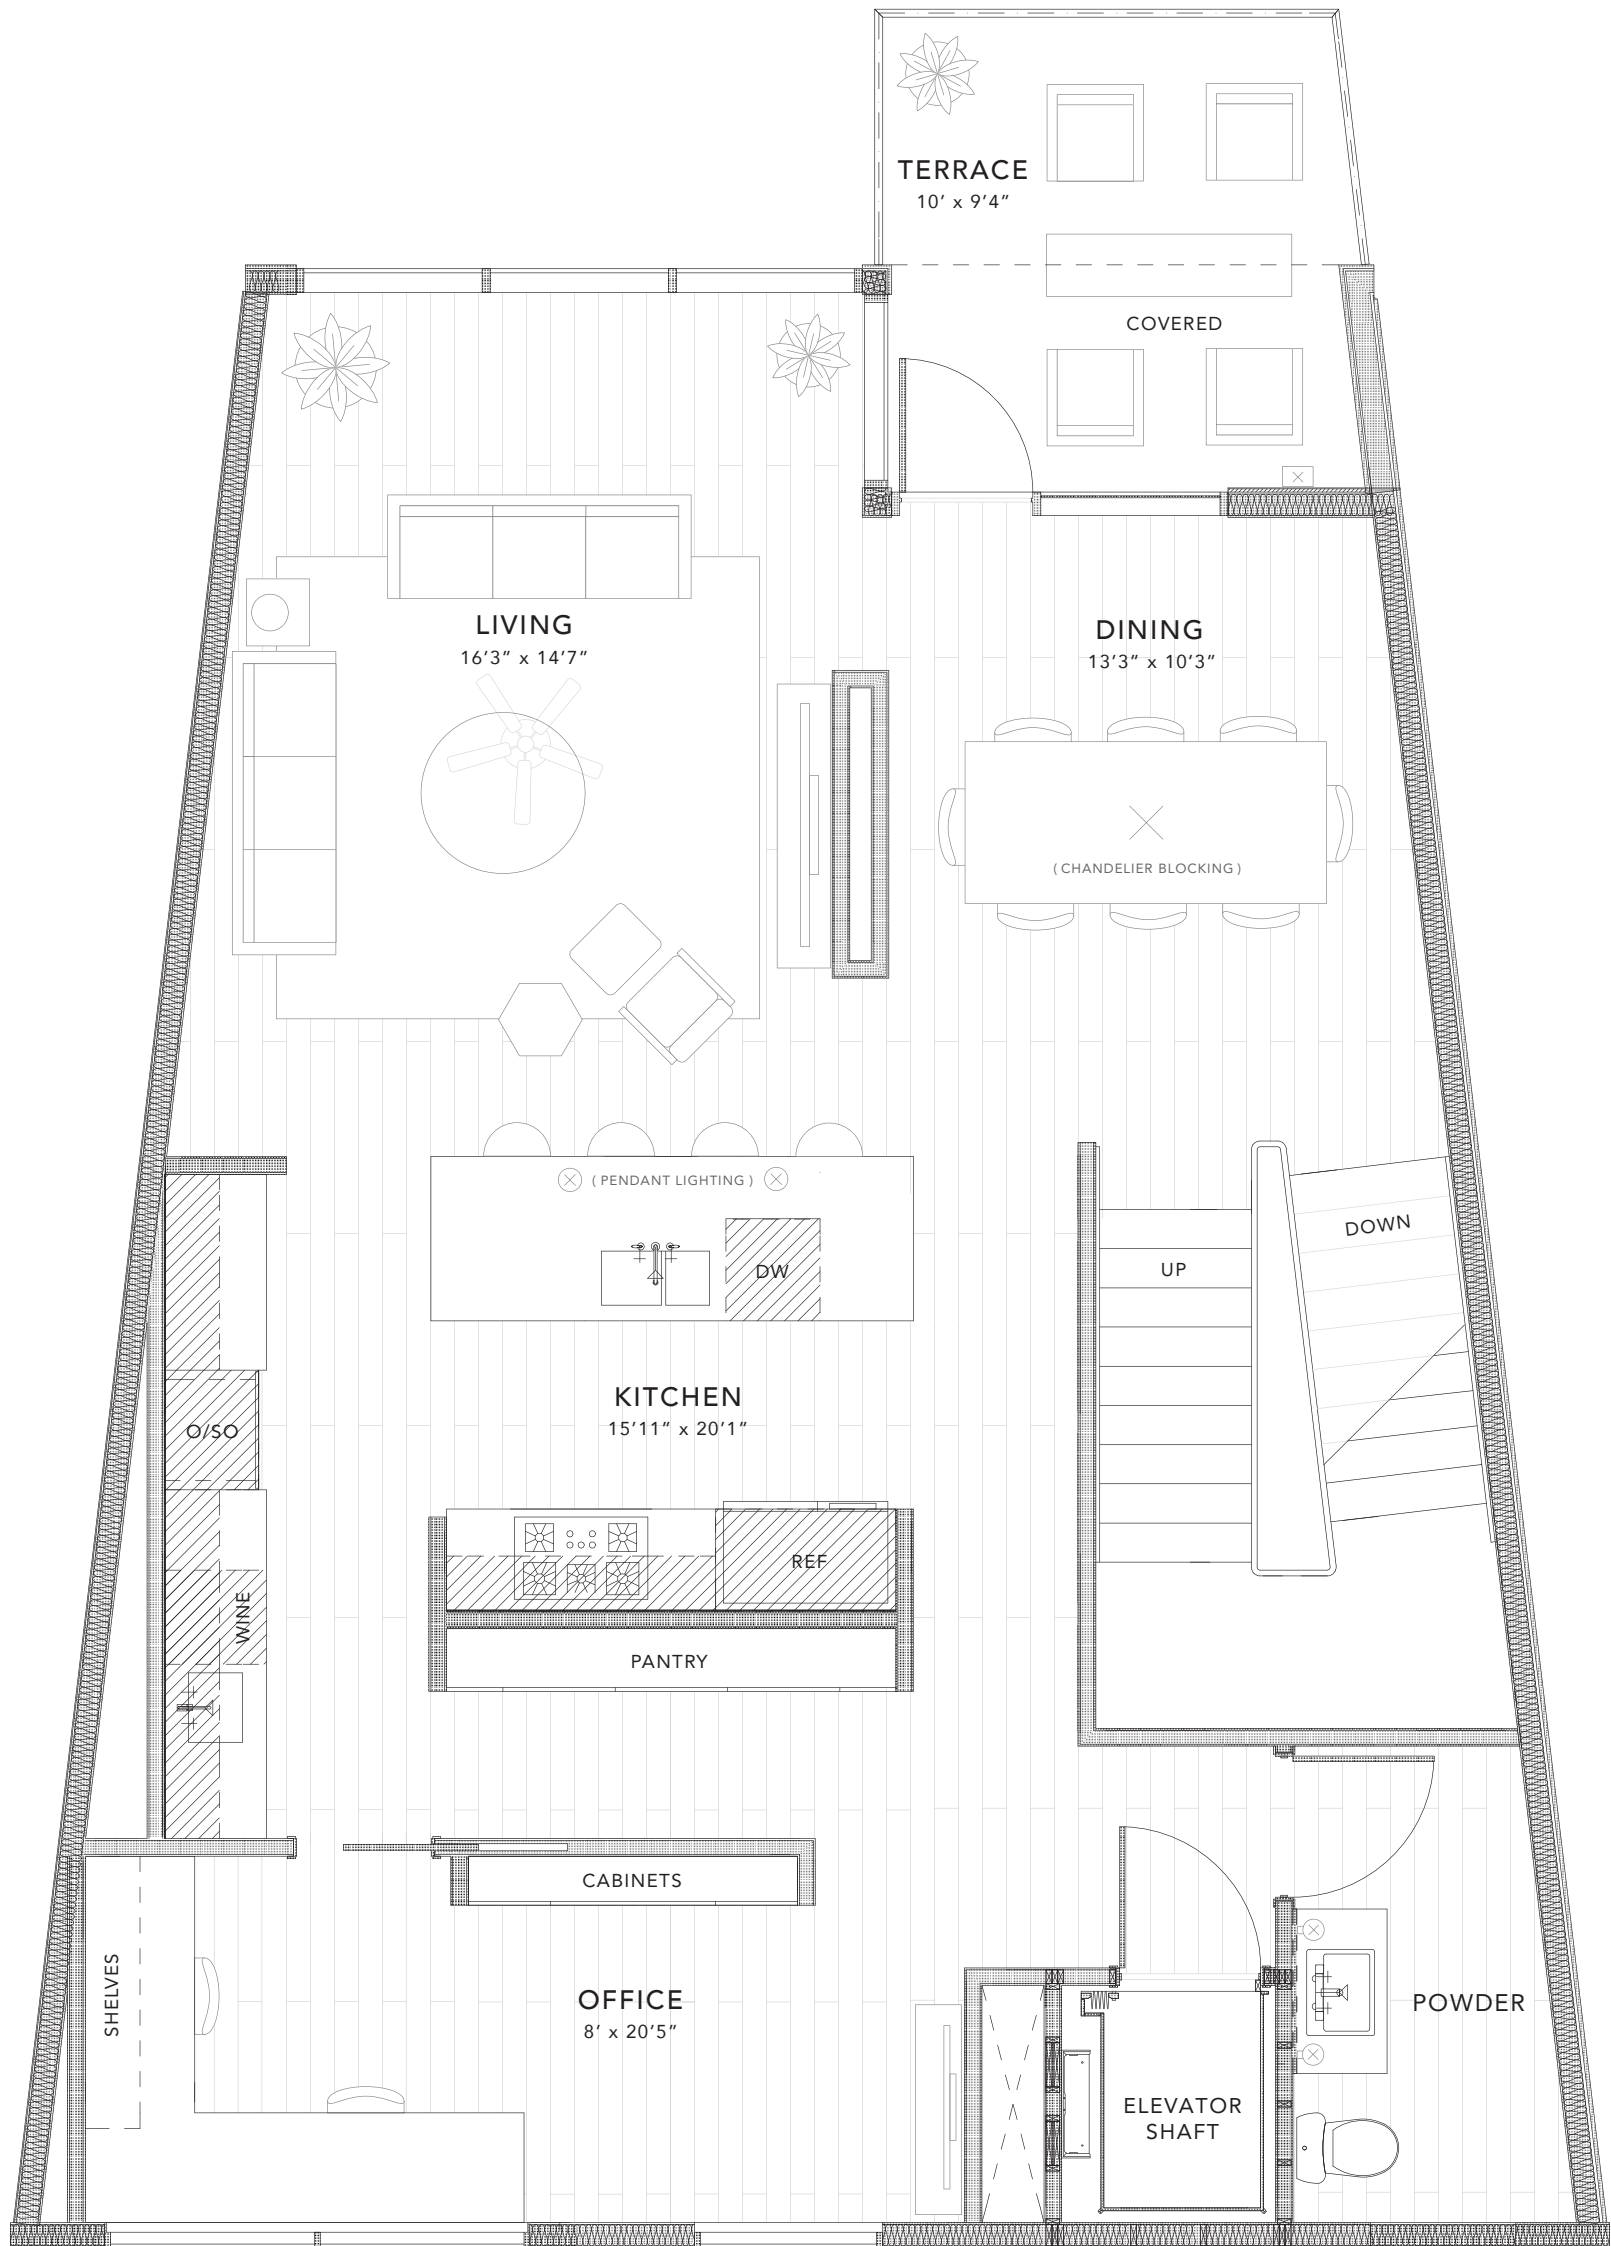 TERRACE
10’ x 9’4”
COVERED
LIVING
16’3” x 14’7”
DINING
13’3” x 10’3”
( CHANDELIER BLOCKING )
( PENDANT LIGHTING )
DW
UP
DOWN
KITCHEN
15’11” x 20’1”
O/SO
WINE
REF
PANTRY
CABINETS
SHELVES
OFFICE
8’ x 20’5”
POWDER
ELEVATOR
SHAFT